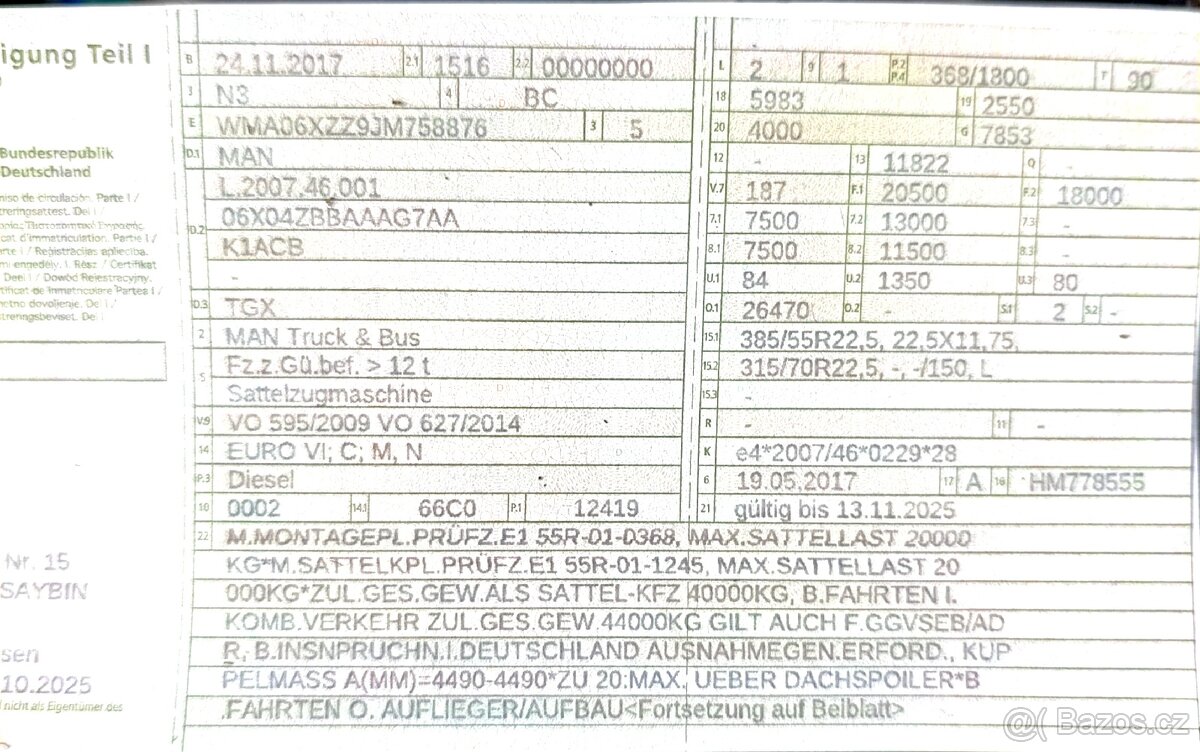 igung Teil I
Bundesrepublik
Deutschland
Nr. 15
SAYBIN
sen
10.2025
nicht als Eigentümer des
B 24.11.2017 2.1 1516 2.2 00000000
3 N3 4 BC
E WMA06XZZ9JM758876 3 5
D.1 MAN
L.2007.46.001
D.2 06X04ZBBAAAG7AA
K1ACB
-
D.3 TGX
2 MAN Truck & Bus
5 Fz.z.Gü.bef. > 12 t
Sattelzugmaschine
V.9 VO 595/2009 VO 627/2014
14 EURO VI; C; M, N
P.3 Diesel
10 0002 14.1 66C0 P.1 12419
L 2 9 1 P.2 P.4 368/1800 T 90
18 5983 19 2550
20 4000 G 7853
12 - 13 11822 Q -
V.7 187 F.1 20500 F.2 18000
7.1 7500 7.2 13000 7.3 -
8.1 7500 8.2 11500 8.3 -
U.1 84 U.2 1350 U.3 80
O.1 26470 O.2 - S.1 2 S.2 -
15.1 385/55R22,5, 22,5X11,75,
15.2 315/70R22,5, -, -/150, L
15.3 -
R - 11 -
K e4*2007/46*0229*28
6 19.05.2017 17 A 16 HM778555
21 gültig bis 13.11.2025
22 M.MONTAGEPL.PRÜFZ.E1 55R-01-0368, MAX.SATTELLAST 20000
KG*M.SATTELKPL.PRÜFZ.E1 55R-01-1245, MAX.SATTELLAST 20
000KG*ZUL.GES.GEW.ALS SATTEL-KFZ 40000KG, B.FAHRTEN I.
KOMB.VERKEHR ZUL.GES.GEW.44000KG GILT AUCH F.GGVSEB/AD
R, B.INSNPRUCHN.I.DEUTSCHLAND AUSNAHMEGEN.ERFORD., KUP
PELMASS A(MM)=4490-4490*ZU 20:MAX. UEBER DACHSPOILER*B
.FAHRTEN O. AUFLIEGER/AUFBAU<Fortsetzung auf Beiblatt>
@( Bazos.cz